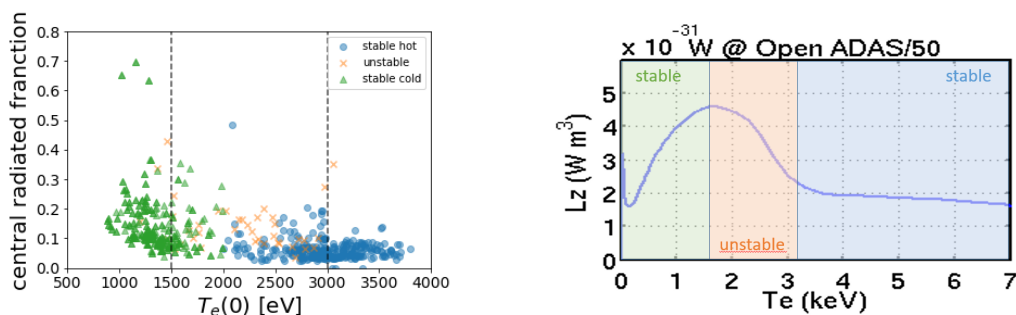 central radiated franction
0.8
0.7
0.6
0.5
0.4
0.3
0.2
0.1
0.0
500 1000 1500 2000 2500 3000 3500 4000
T_e(0) [eV]
stable hot
unstable
stable cold
x 10^-31 W @ Open ADAS/50
Lz (W m^3)
5
4
3
2
1
0
stable
stable
unstable
0 1 2 3 4 5 6 7
Te (keV)